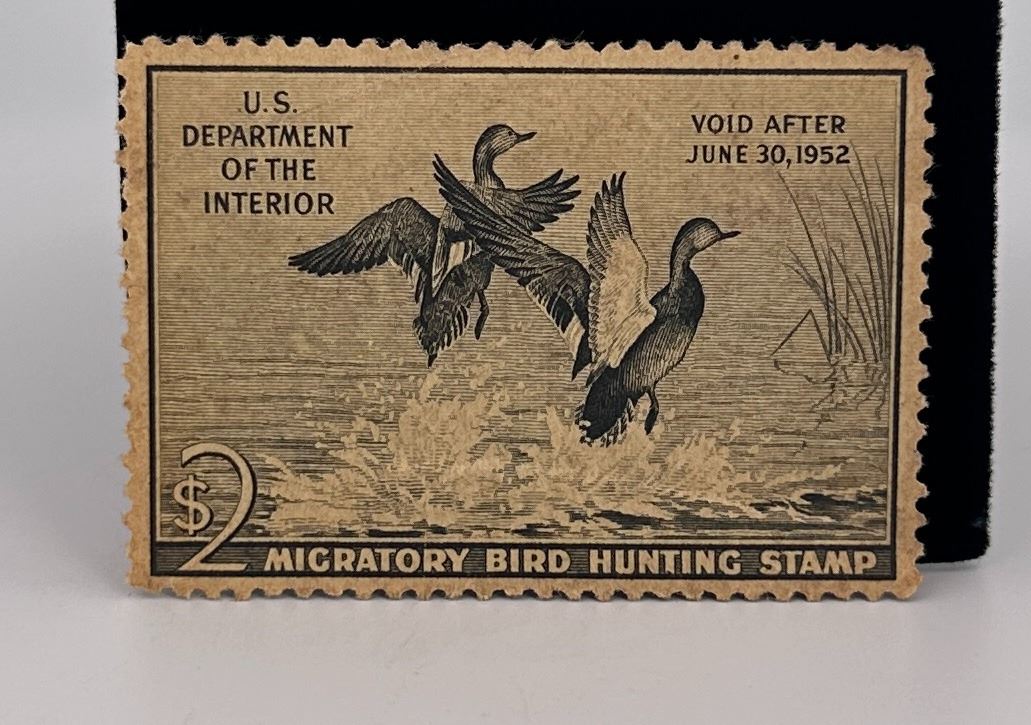 U.S.
DEPARTMENT
OF THE
INTERIOR
VOID AFTER
JUNE 30, 1952
$2
MIGRATORY BIRD HUNTING STAMP